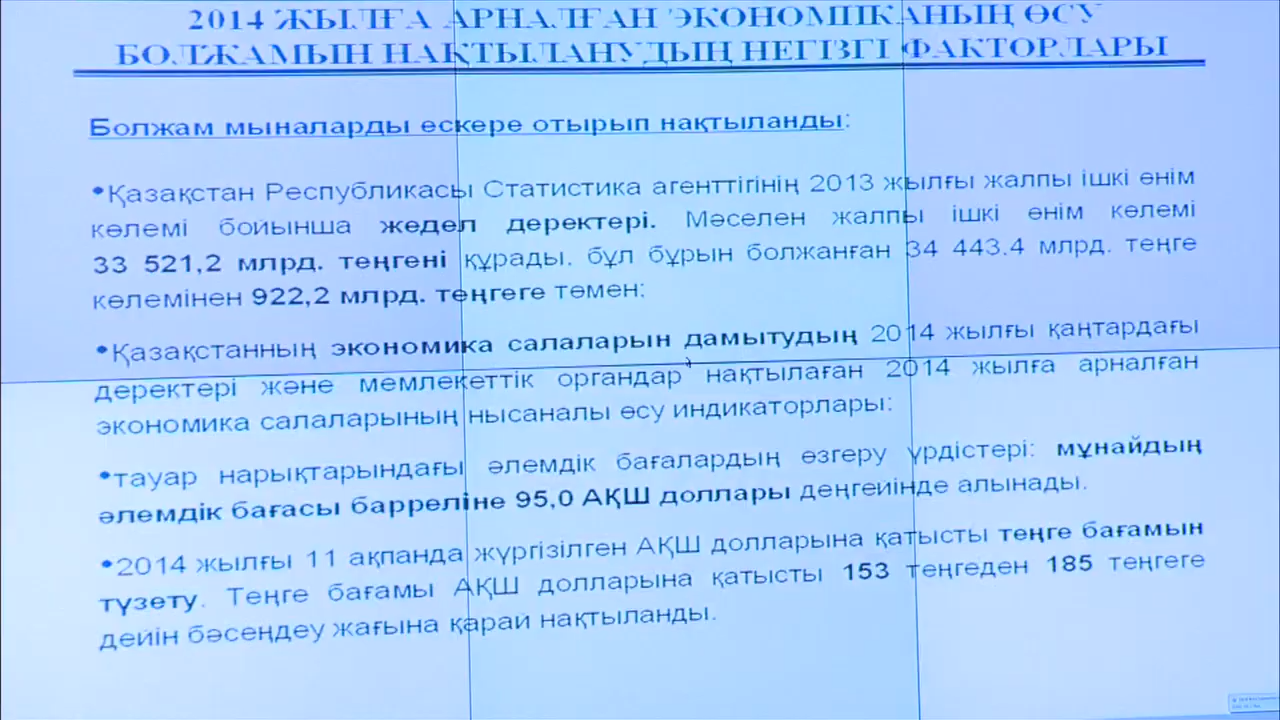 2014 ЖЫЛҒА АРНАЛҒАН ЭКОНОМИКАНЫҢ ӨСУ
БОЛЖАМЫН НАҚТЫЛАНУДЫҢ НЕГІЗГІ ФАКТОРЛАРЫ
Болжам мыналарды ескере отырып нақтыланды:
•Қазақстан Республикасы Статистика агенттігінің 2013 жылғы жалпы ішкі өнім
көлемі бойынша жедел деректері. Мәселен жалпы ішкі өнім көлемі
33 521,2 млрд. теңгені құрады. бұл бұрын болжанған 34 443.4 млрд. теңге
көлемінен 922,2 млрд. теңгеге төмен;
•Қазақстанның экономика салаларын дамытудың 2014 жылғы қаңтардағы
деректері және мемлекеттік органдар нақтылаған 2014 жылға арналған
экономика салаларының нысаналы өсу индикаторлары;
•тауар нарықтарындағы әлемдік бағалардың өзгеру үрдістері: мұнайдың
әлемдік бағасы барреліне 95,0 АҚШ доллары деңгейінде алынады.
•2014 жылғы 11 ақпанда жүргізілген АҚШ долларына қатысты теңге бағамын
түзету. Теңге бағамы АҚШ долларына қатысты 153 теңгеден 185 теңгеге
дейін бәсеңдеу жағына қарай нақтыланды.